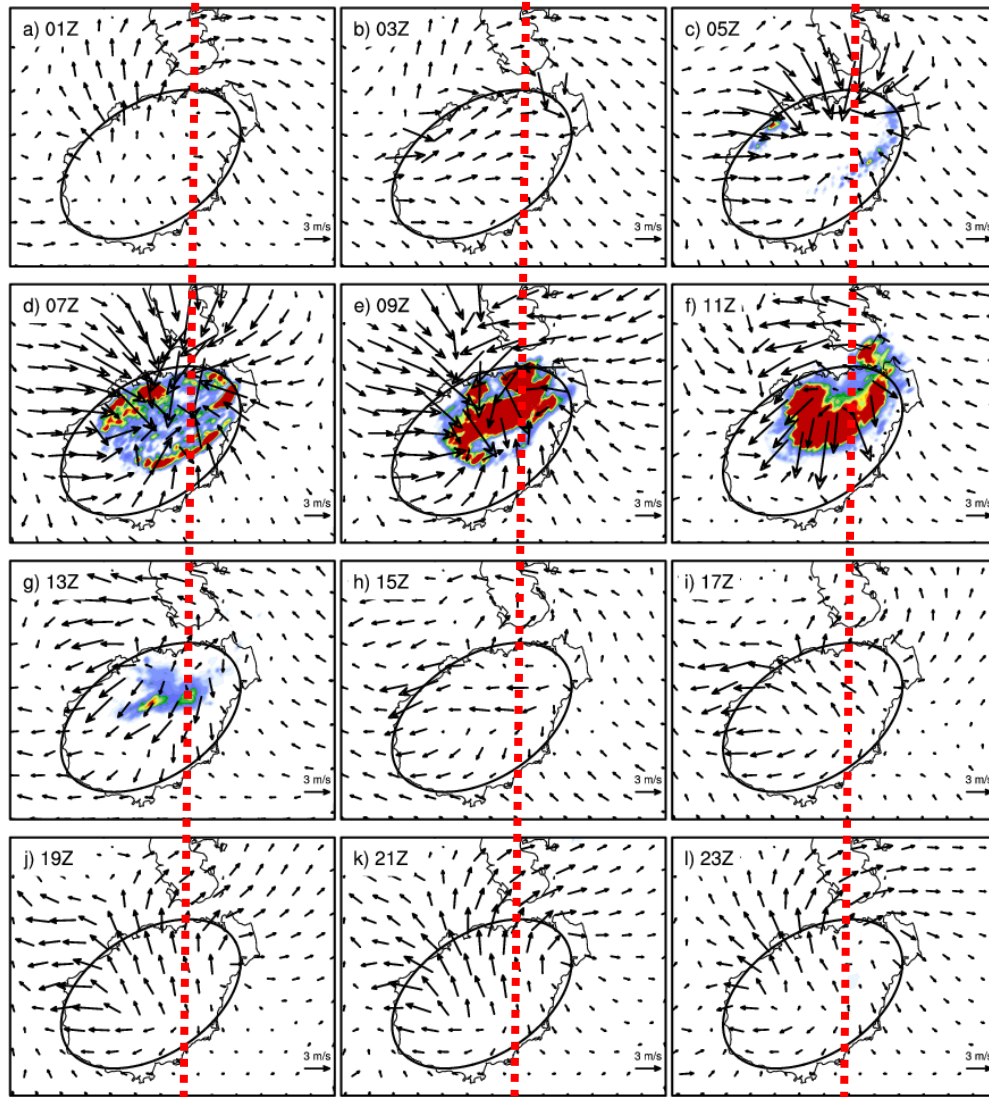 a) 01Z
b) 03Z
c) 05Z
3 m/s
3 m/s
3 m/s
d) 07Z
e) 09Z
f) 11Z
3 m/s
3 m/s
3 m/s
g) 13Z
h) 15Z
i) 17Z
3 m/s
3 m/s
3 m/s
j) 19Z
k) 21Z
l) 23Z
3 m/s
3 m/s
3 m/s